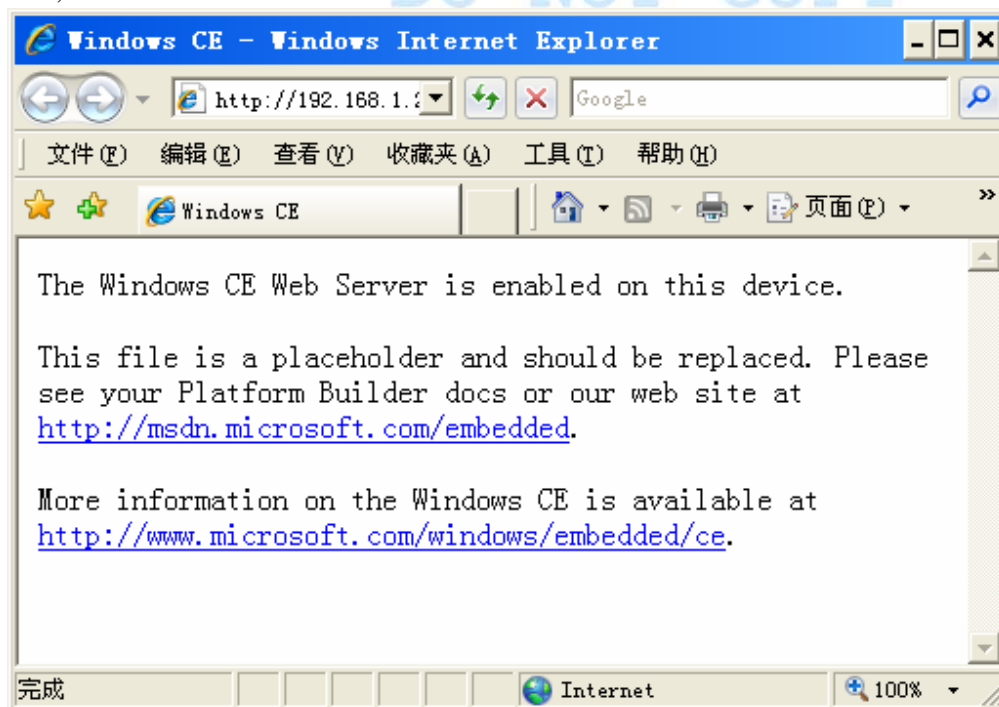 Windows CE - Windows Internet Explorer
http://192.168.1.
Google
文件(F) 编辑(E) 查看(V) 收藏夹(A) 工具(T) 帮助(H)
Windows CE
页面(P)
The Windows CE Web Server is enabled on this device.
This file is a placeholder and should be replaced. Please
see your Platform Builder docs or our web site at
http://msdn.microsoft.com/embedded.
More information on the Windows CE is available at
http://www.microsoft.com/windows/embedded/ce.
完成
Internet
100%